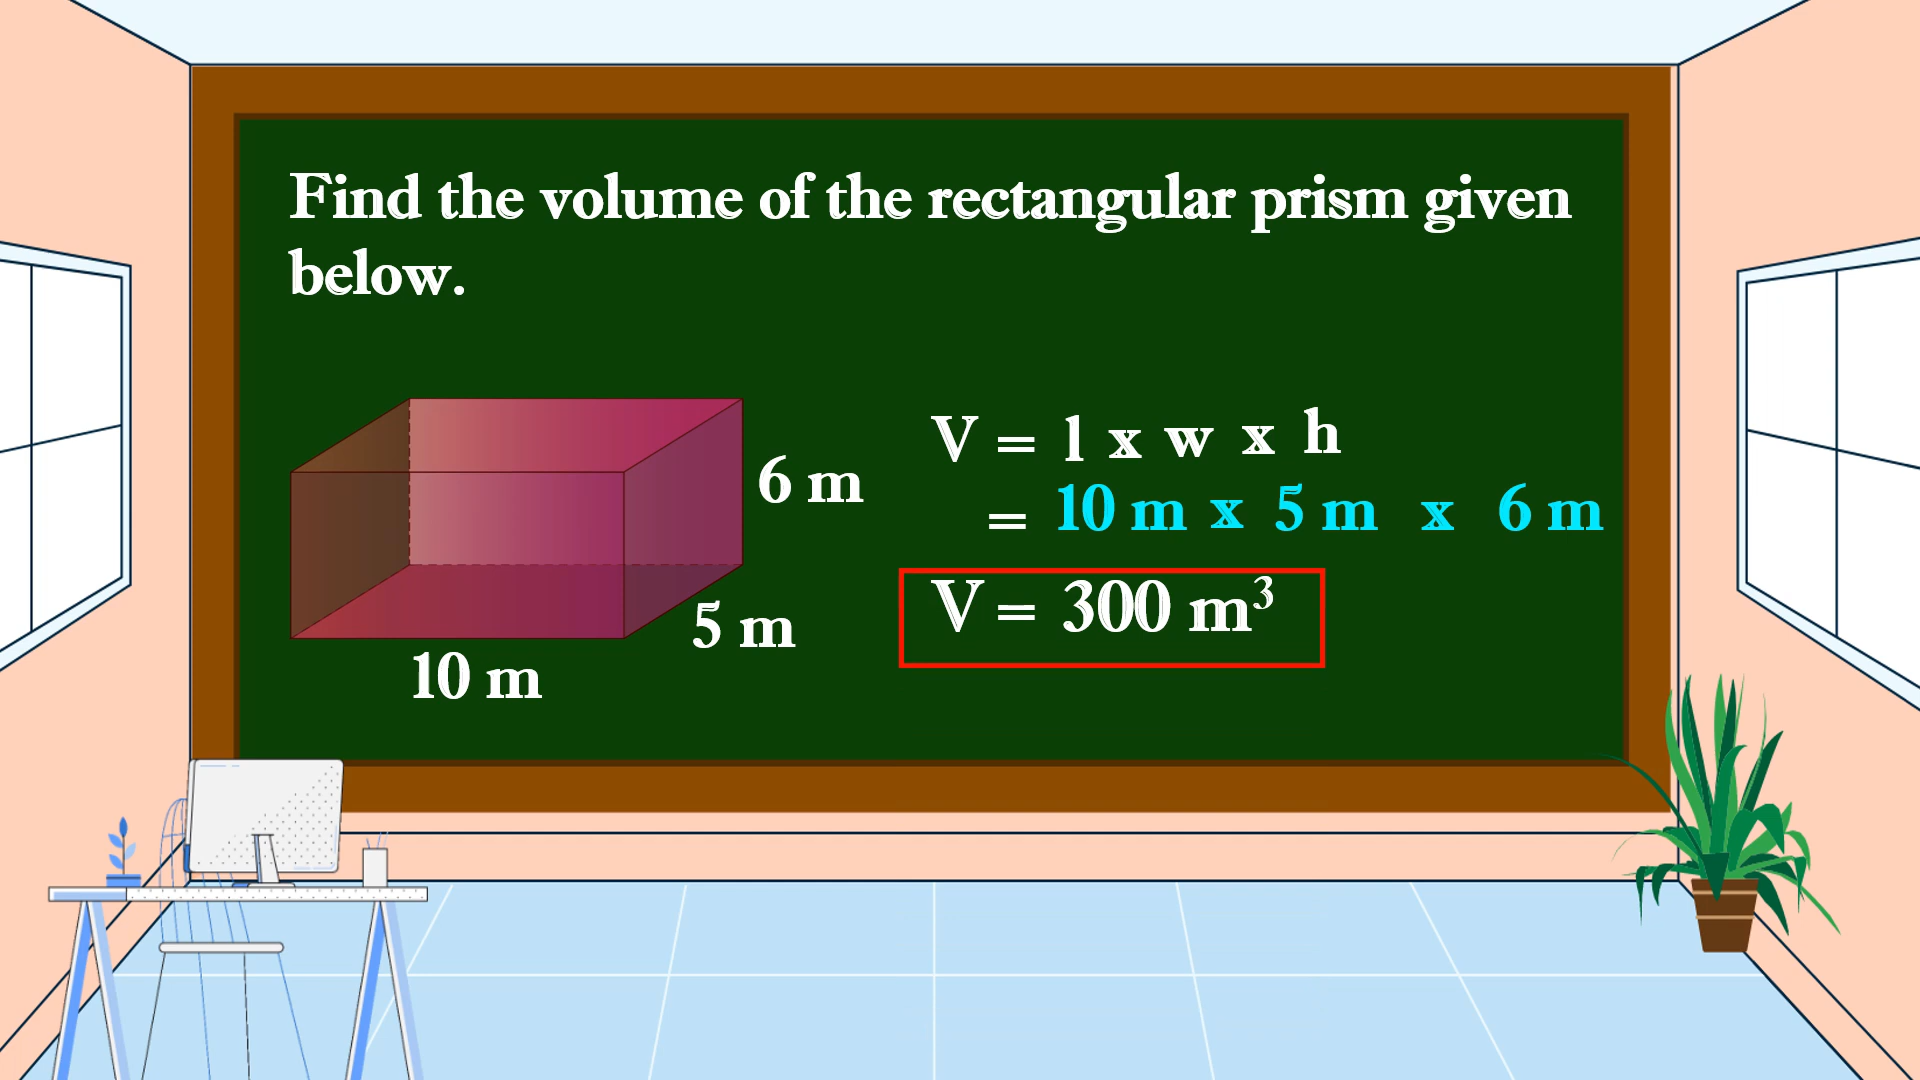 Find the volume of the rectangular prism given
below.
6 m
5 m
10 m
V = l x w x h
= 10 m x 5 m x 6 m
V = 300 m³